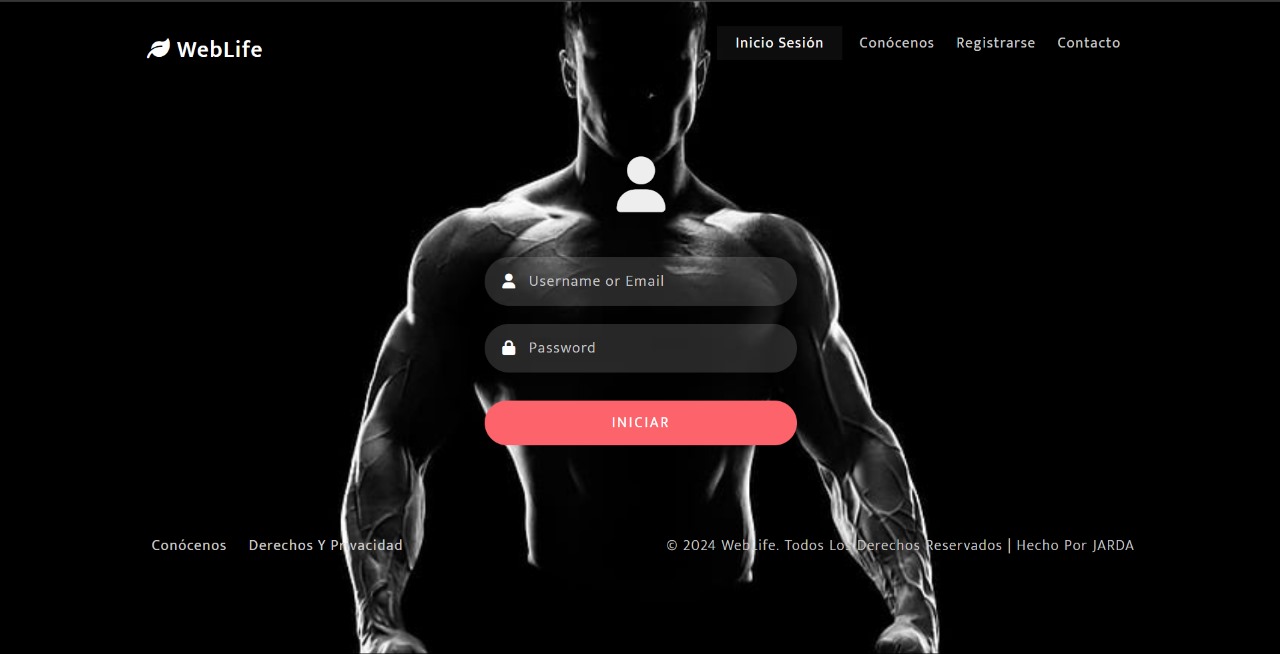 WebLife
Inicio Sesión Conócenos Registrarse Contacto
Username or Email
Password
INICIAR
Conócenos Derechos Y Privacidad
© 2024 WebLife. Todos Los Derechos Reservados | Hecho Por JARDA